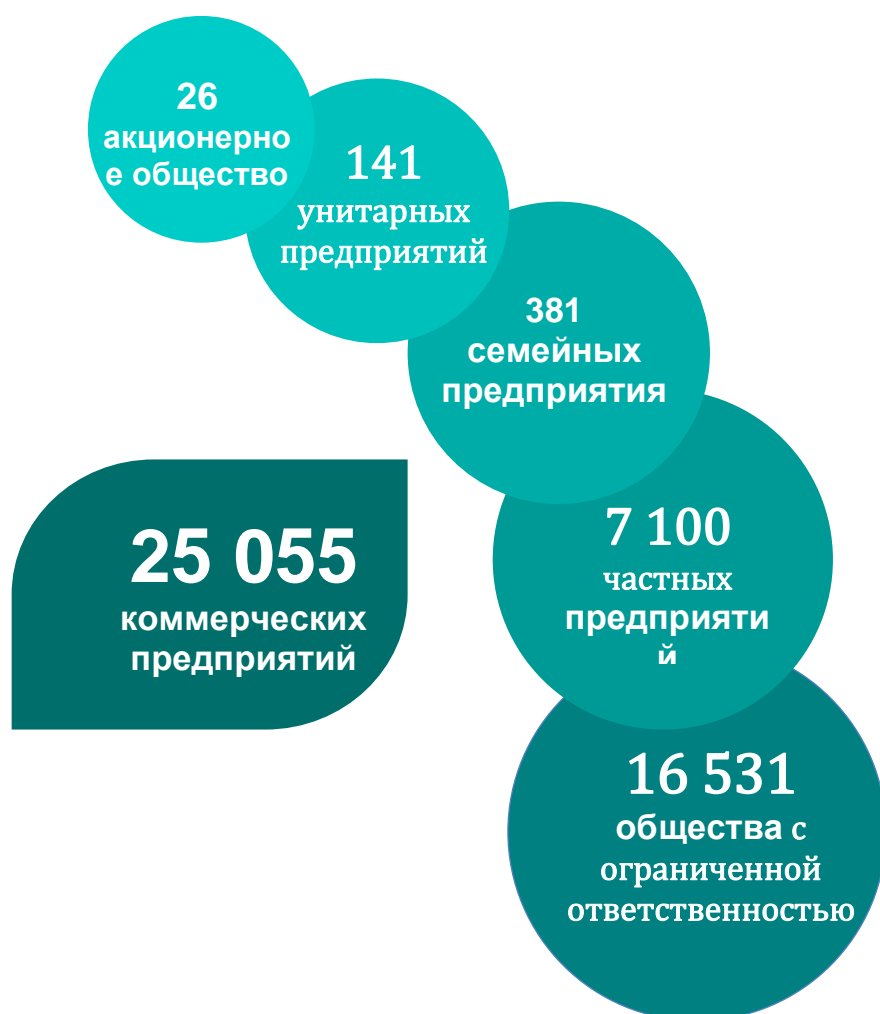 26
акционерно
е общество
141
унитарных
предприятий
381
семейных
предприятия
25 055
коммерческих
предприятий
7 100
частных
предприяти
й
16 531
общества с
ограниченной
ответственностью